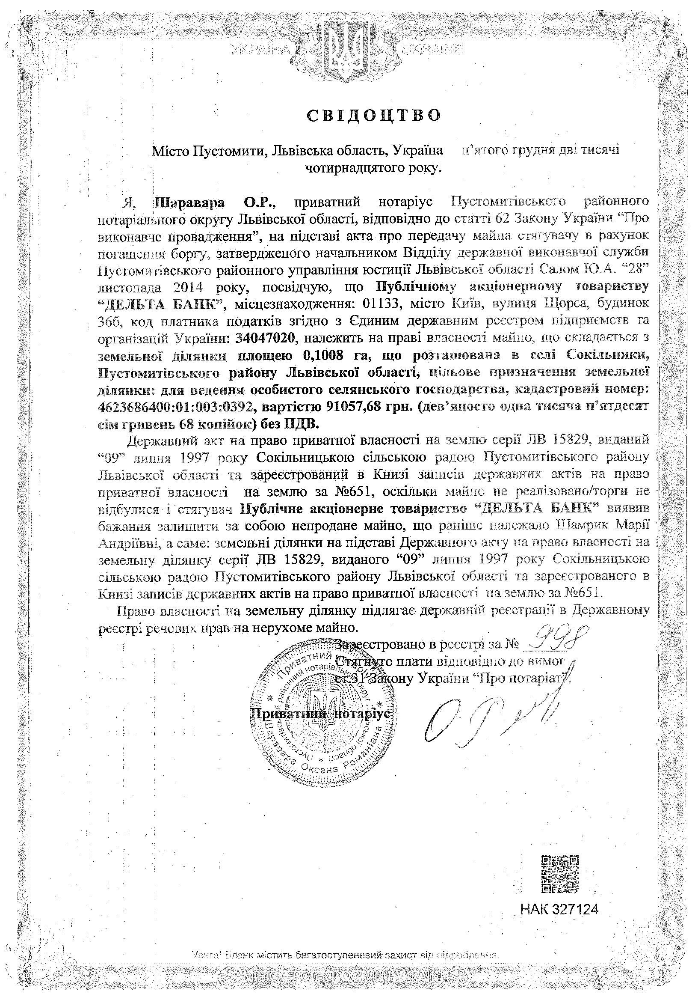 УКРАЇНА UKRAINE
СВІДОЦТВО
Місто Пустомити, Львівська область, Україна п’ятого грудня дві тисячі
чотирнадцятого року.
Я, Шаравара О.Р., приватний нотаріус Пустомитівського районного
нотаріального округу Львівської області, відповідно до статті 62 Закону України “Про
виконавче провадження”, на підставі акта про передачу майна стягувачу в рахунок
погашення боргу, затвердженого начальником Відділу державної виконавчої служби
Пустомитівського районного управління юстиції Львівської області Салом Ю.А. “28”
листопада 2014 року, посвідчую, що Публічному акціонерному товариству
“ДЕЛЬТА БАНК”, місцезнаходження: 01133, місто Київ, вулиця Щорса, будинок
36б, код платника податків згідно з Єдиним державним реєстром підприємств та
організацій України: 34047020, належить на праві власності майно, що складається з
земельної ділянки площею 0,1008 га, що розташована в селі Сокільники,
Пустомитівського району Львівської області, цільове призначення земельної
ділянки: для ведення особистого селянського господарства, кадастровий номер:
4623686400:01:003:0392, вартістю 91057,68 грн. (дев’яносто одна тисяча п’ятдесят
сім гривень 68 копійок) без ПДВ.
Державний акт на право приватної власності на землю серії ЛВ 15829, виданий
“09” липня 1997 року Сокільницькою сільською радою Пустомитівського району
Львівської області та зареєстрований в Книзі записів державних актів на право
приватної власності на землю за №651, оскільки майно не реалізовано/торги не
відбулися і стягувач Публічне акціонерне товариство “ДЕЛЬТА БАНК” виявив
бажання залишити за собою непродане майно, що раніше належало Шамрик Марії
Андріївні, а саме: земельні ділянки на підставі Державного акту на право власності на
земельну ділянку серії ЛВ 15829, виданого “09” липня 1997 року Сокільницькою
сільською радою Пустомитівського району Львівської області та зареєстрованого в
Книзі записів державних актів на право приватної власності на землю за №651.
Право власності на земельну ділянку підлягає державній реєстрації в Державному
реєстрі речових прав на нерухоме майно.
Зареєстровано в реєстрі за № 998
Стягнуто плати відповідно до вимог
ст.31 Закону України “Про нотаріат”.
Приватний нотаріус
Приватний
Шаравара Оксана Романівна
районний нотаріальний округ
Пустомитівський
області
НАК 327124
Увага! Бланк містить багатоступеневий захист від підроблення.
МІНІСТЕРСТВО ЮСТИЦІЇ УКРАЇНИ